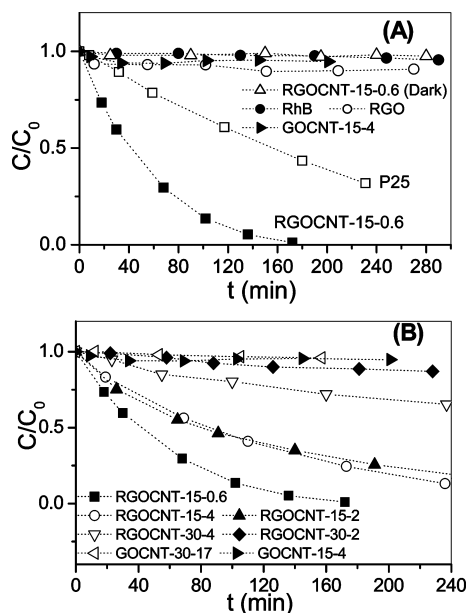 (A)
1.0
0.5
0.0
C/C0
RGOCNT-15-0.6 (Dark)
RhB RGO
GOCNT-15-4
P25
RGOCNT-15-0.6
0 40 80 120 160 200 240 280
t (min)
(B)
1.0
0.5
0.0
C/C0
RGOCNT-15-0.6
RGOCNT-15-4 RGOCNT-15-2
RGOCNT-30-4 RGOCNT-30-2
GOCNT-30-17 GOCNT-15-4
0 40 80 120 160 200 240
t (min)